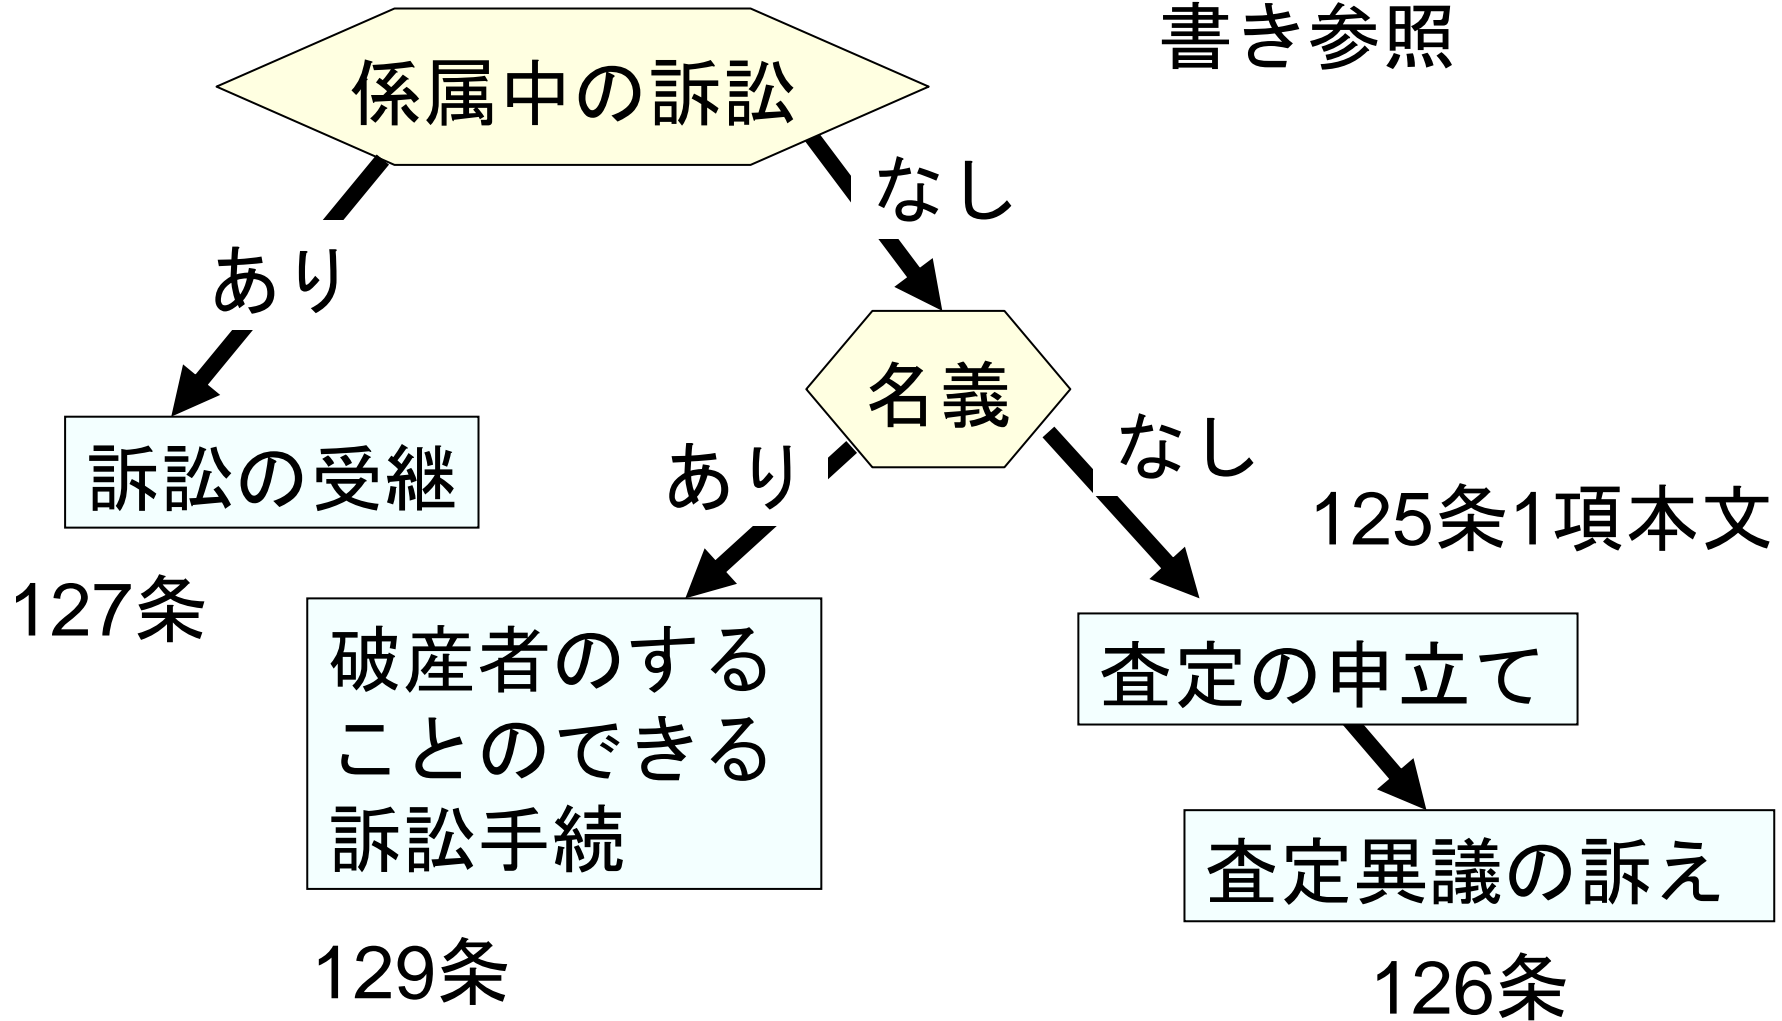 書き参照
係属中の訴訟
なし
あり
名義
なし
あり
訴訟の受継
125条1項本文
127条
破産者のする
ことのできる
訴訟手続
査定の申立て
査定異議の訴え
129条
126条